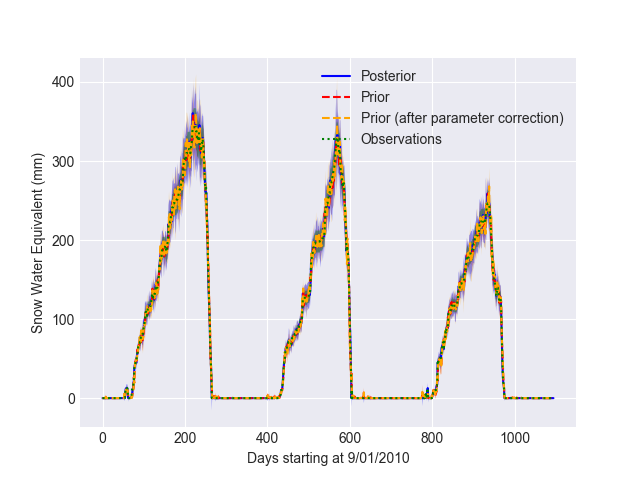 Posterior
Prior
Prior (after parameter correction)
Observations
400
300
200
100
0
Snow Water Equivalent (mm)
0 200 400 600 800 1000
Days starting at 9/01/2010